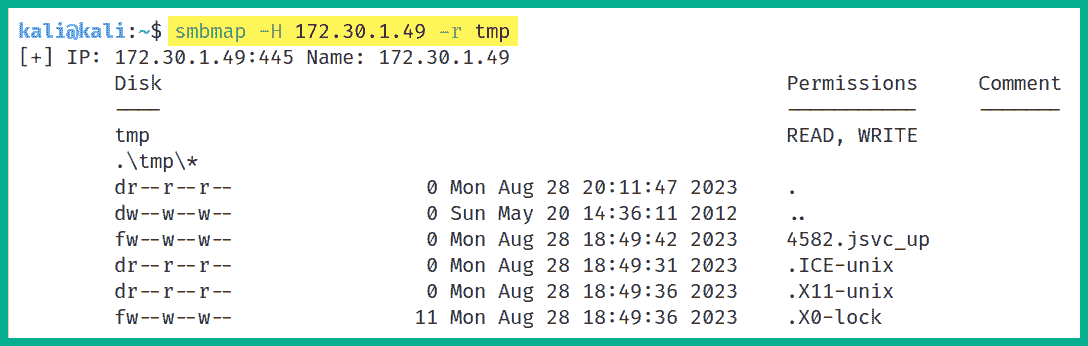 kali@kali:~$ smbmap -H 172.30.1.49 -r tmp
[+] IP: 172.30.1.49:445 Name: 172.30.1.49
Disk Permissions Comment
---- ----------- -------
tmp READ, WRITE
.\tmp\*
dr--r--r-- 0 Mon Aug 28 20:11:47 2023 .
dw--w--w-- 0 Sun May 20 14:36:11 2012 ..
fw--w--w-- 0 Mon Aug 28 18:49:42 2023 4582.jsvc_up
dr--r--r-- 0 Mon Aug 28 18:49:31 2023 .ICE-unix
dr--r--r-- 0 Mon Aug 28 18:49:36 2023 .X11-unix
fw--w--w-- 11 Mon Aug 28 18:49:36 2023 .X0-lock